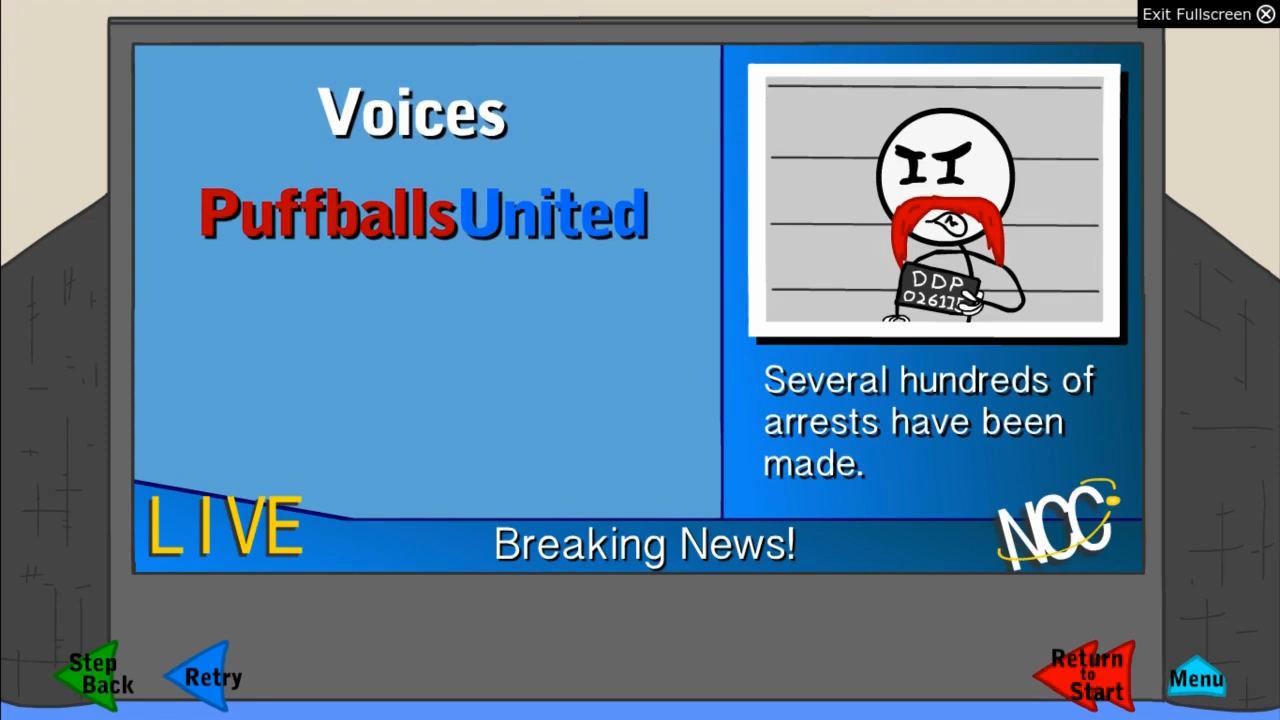 Exit Fullscreen
Voices
PuffballsUnited
DDP
Several hundreds of
arrests have been
made.
LIVE
Breaking News!
NCC
Step
Back
Retry
Return
to
Start
Menu